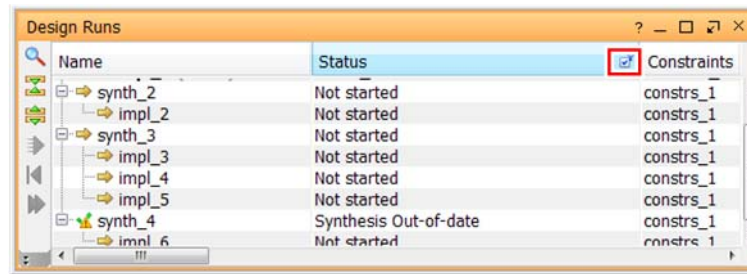 Design Runs ?
Name Status Constraints
synth_2 Not started constrs_1
impl_2 Not started constrs_1
synth_3 Not started constrs_1
impl_3 Not started constrs_1
impl_4 Not started constrs_1
impl_5 Not started constrs_1
synth_4 Synthesis Out-of-date constrs_1
impl_6 Not started constrs_1